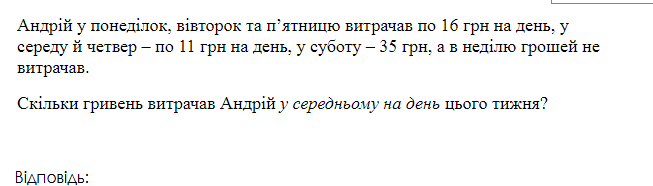 Андрій у понеділок, вівторок та п’ятницю витрачав по 16 грн на день, у
середу й четвер – по 11 грн на день, у суботу – 35 грн, а в неділю грошей не
витрачав.
Скільки гривень витрачав Андрій у середньому на день цього тижня?
Відповідь: